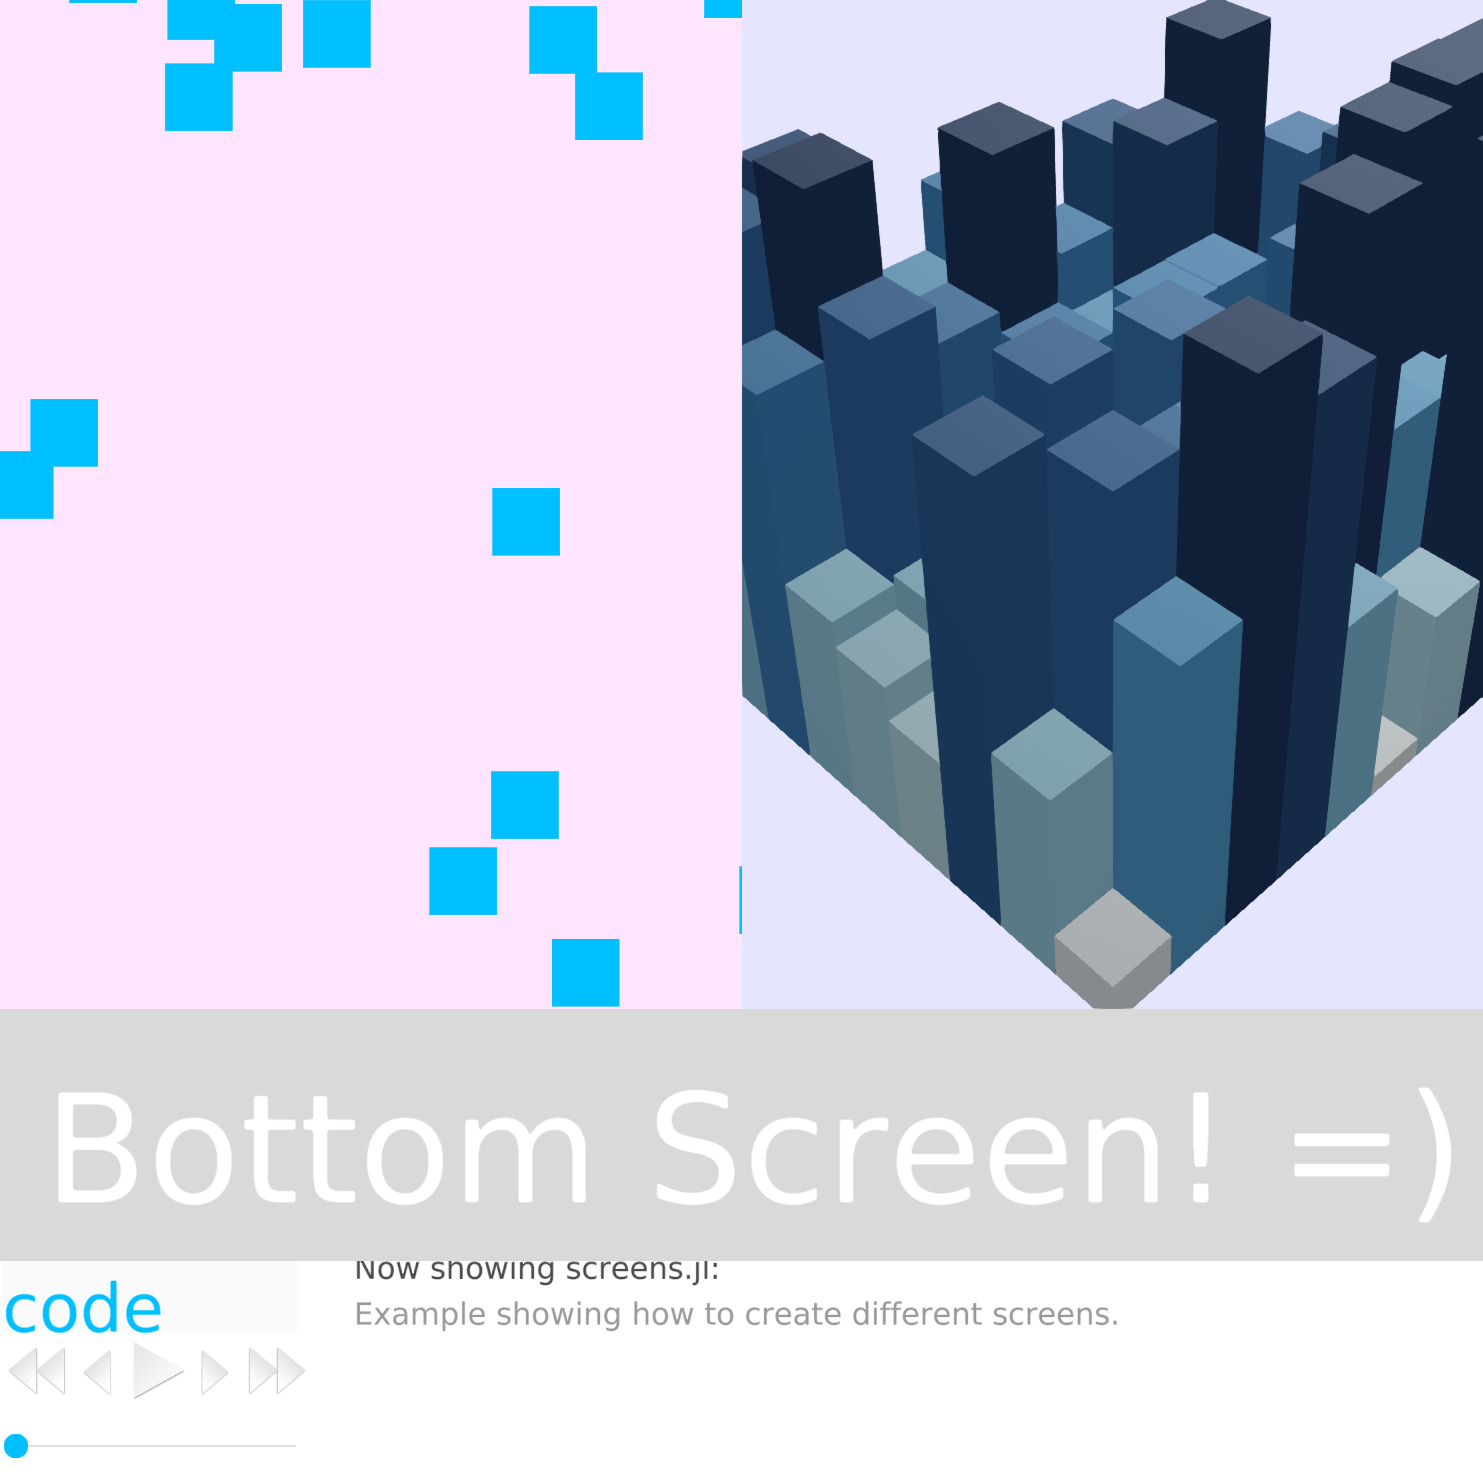 Bottom Screen! =)
Now showing screens.jl:
code
Example showing how to create different screens.